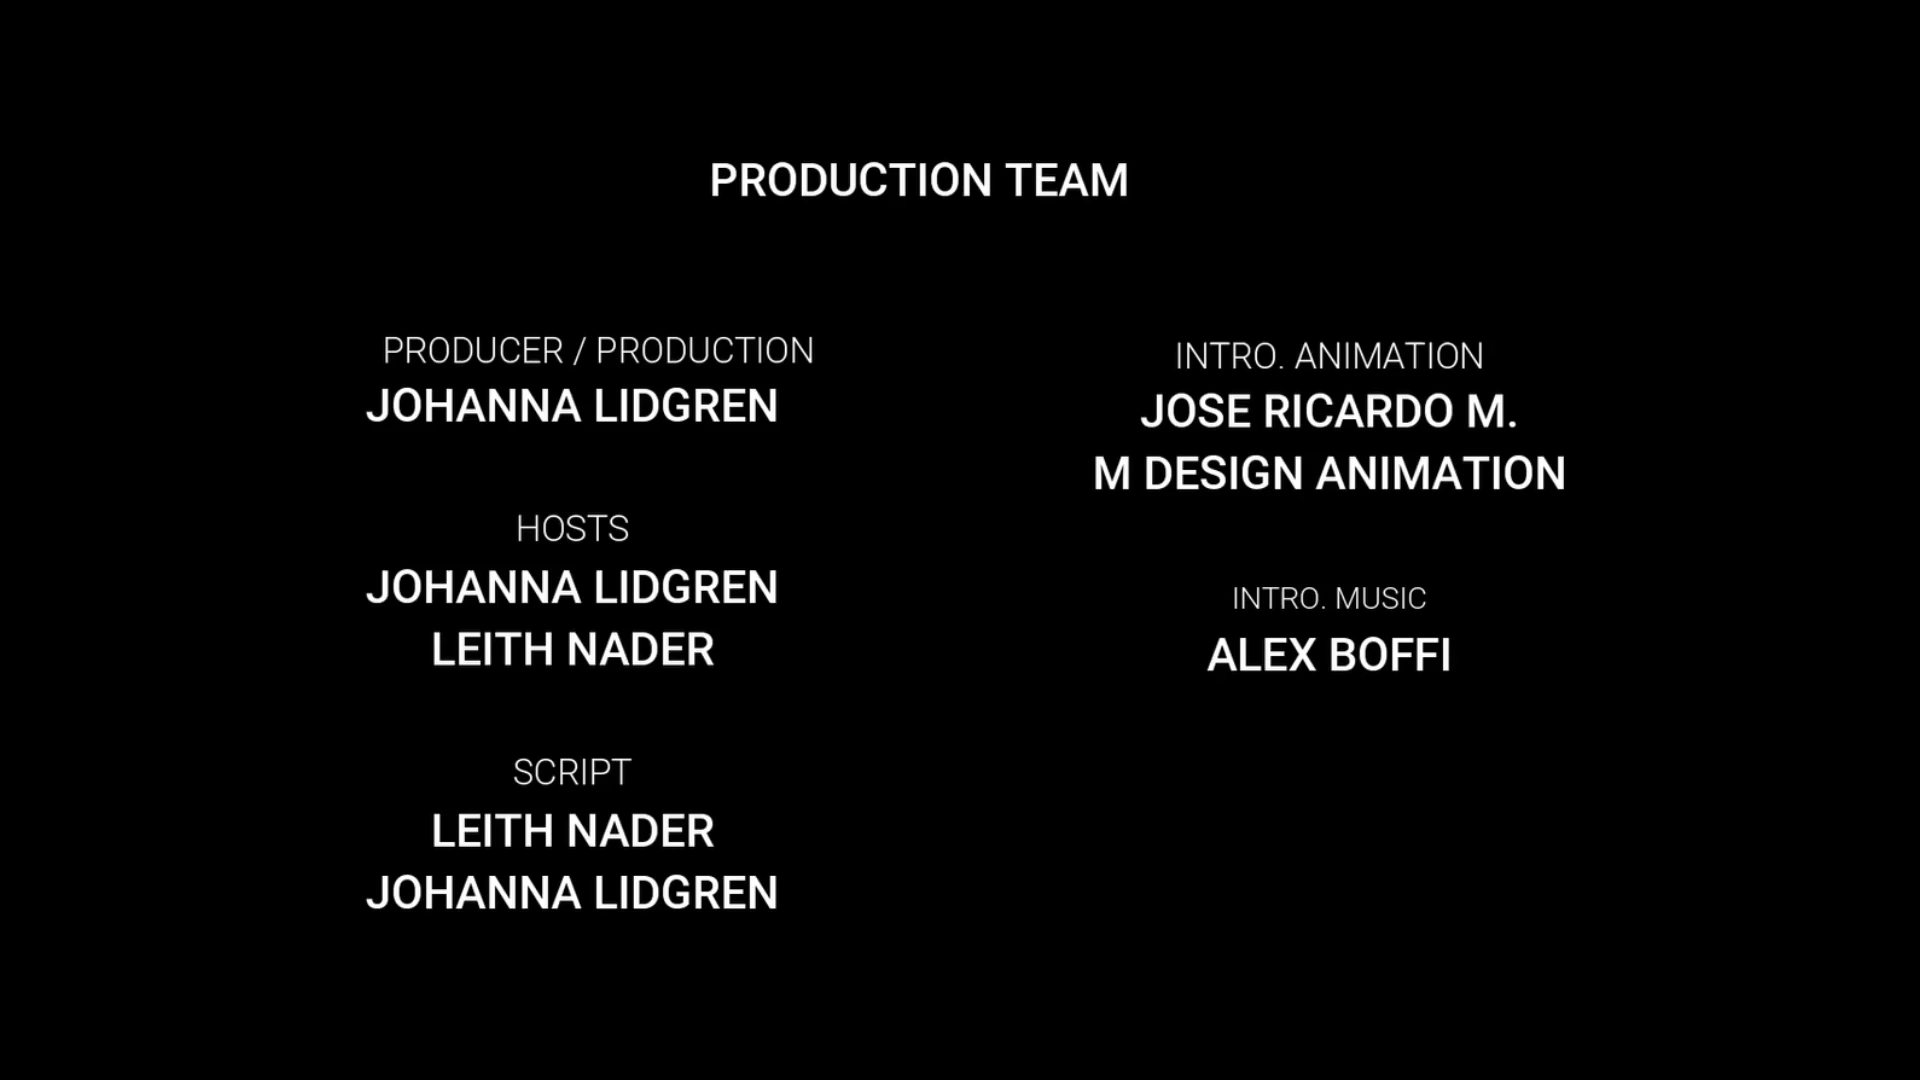 PRODUCTION TEAM
PRODUCER / PRODUCTION
JOHANNA LIDGREN
HOSTS
JOHANNA LIDGREN
LEITH NADER
SCRIPT
LEITH NADER
JOHANNA LIDGREN
INTRO. ANIMATION
JOSE RICARDO M.
M DESIGN ANIMATION
INTRO. MUSIC
ALEX BOFFI